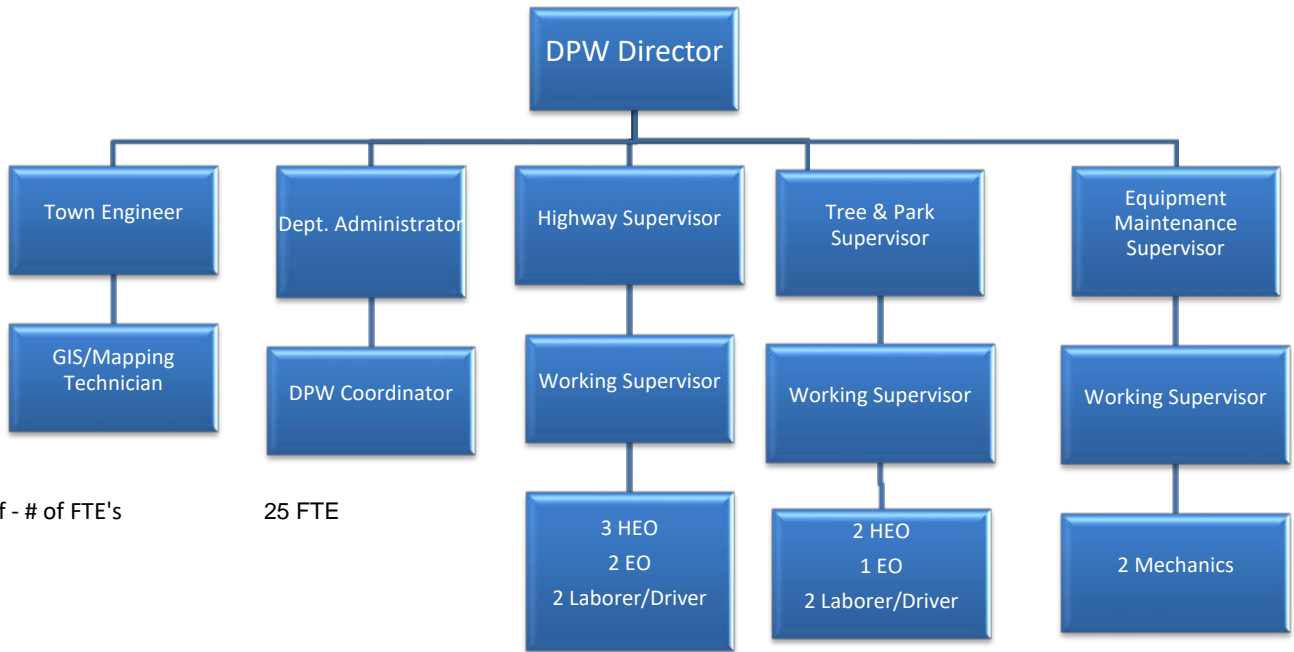 DPW Director
Town Engineer
Dept. Administrator
Highway Supervisor
Tree & Park
Supervisor
Equipment
Maintenance
Supervisor
GIS/Mapping
Technician
DPW Coordinator
Working Supervisor
Working Supervisor
Working Supervisor
f - # of FTE's
25 FTE
3 HEO
2 EO
2 Laborer/Driver
2 HEO
1 EO
2 Laborer/Driver
2 Mechanics